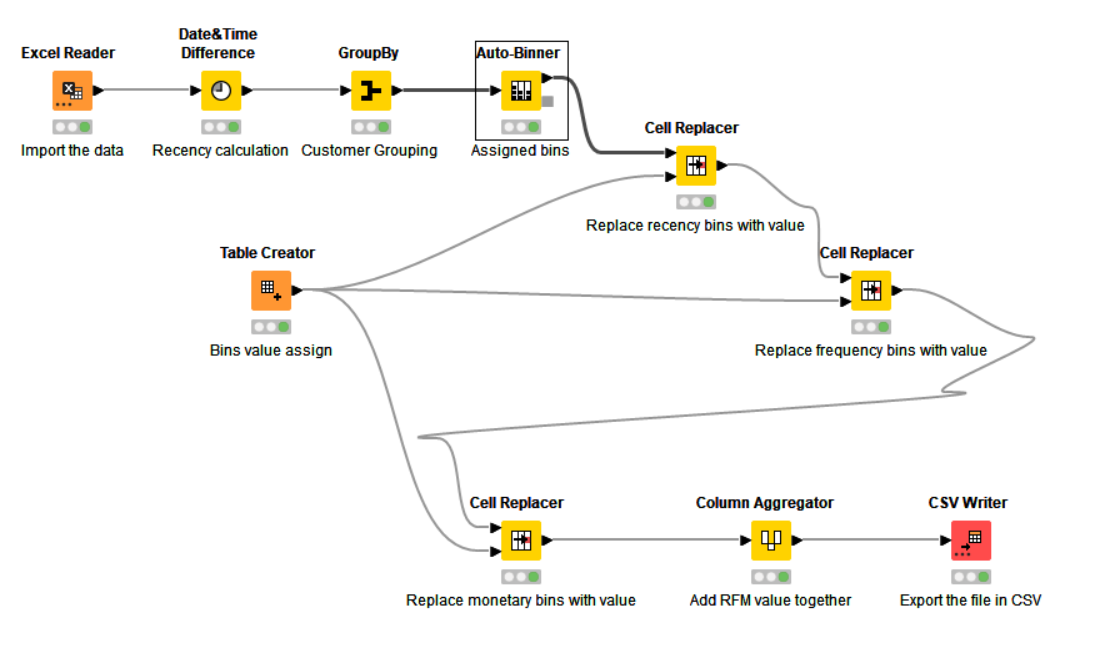 Excel Reader
Import the data
Date&Time
Difference
Recency calculation
GroupBy
Customer Grouping
Auto-Binner
Assigned bins
Cell Replacer
Replace recency bins with value
Table Creator
Bins value assign
Cell Replacer
Replace frequency bins with value
Cell Replacer
Replace monetary bins with value
Column Aggregator
Add RFM value together
CSV Writer
Export the file in CSV